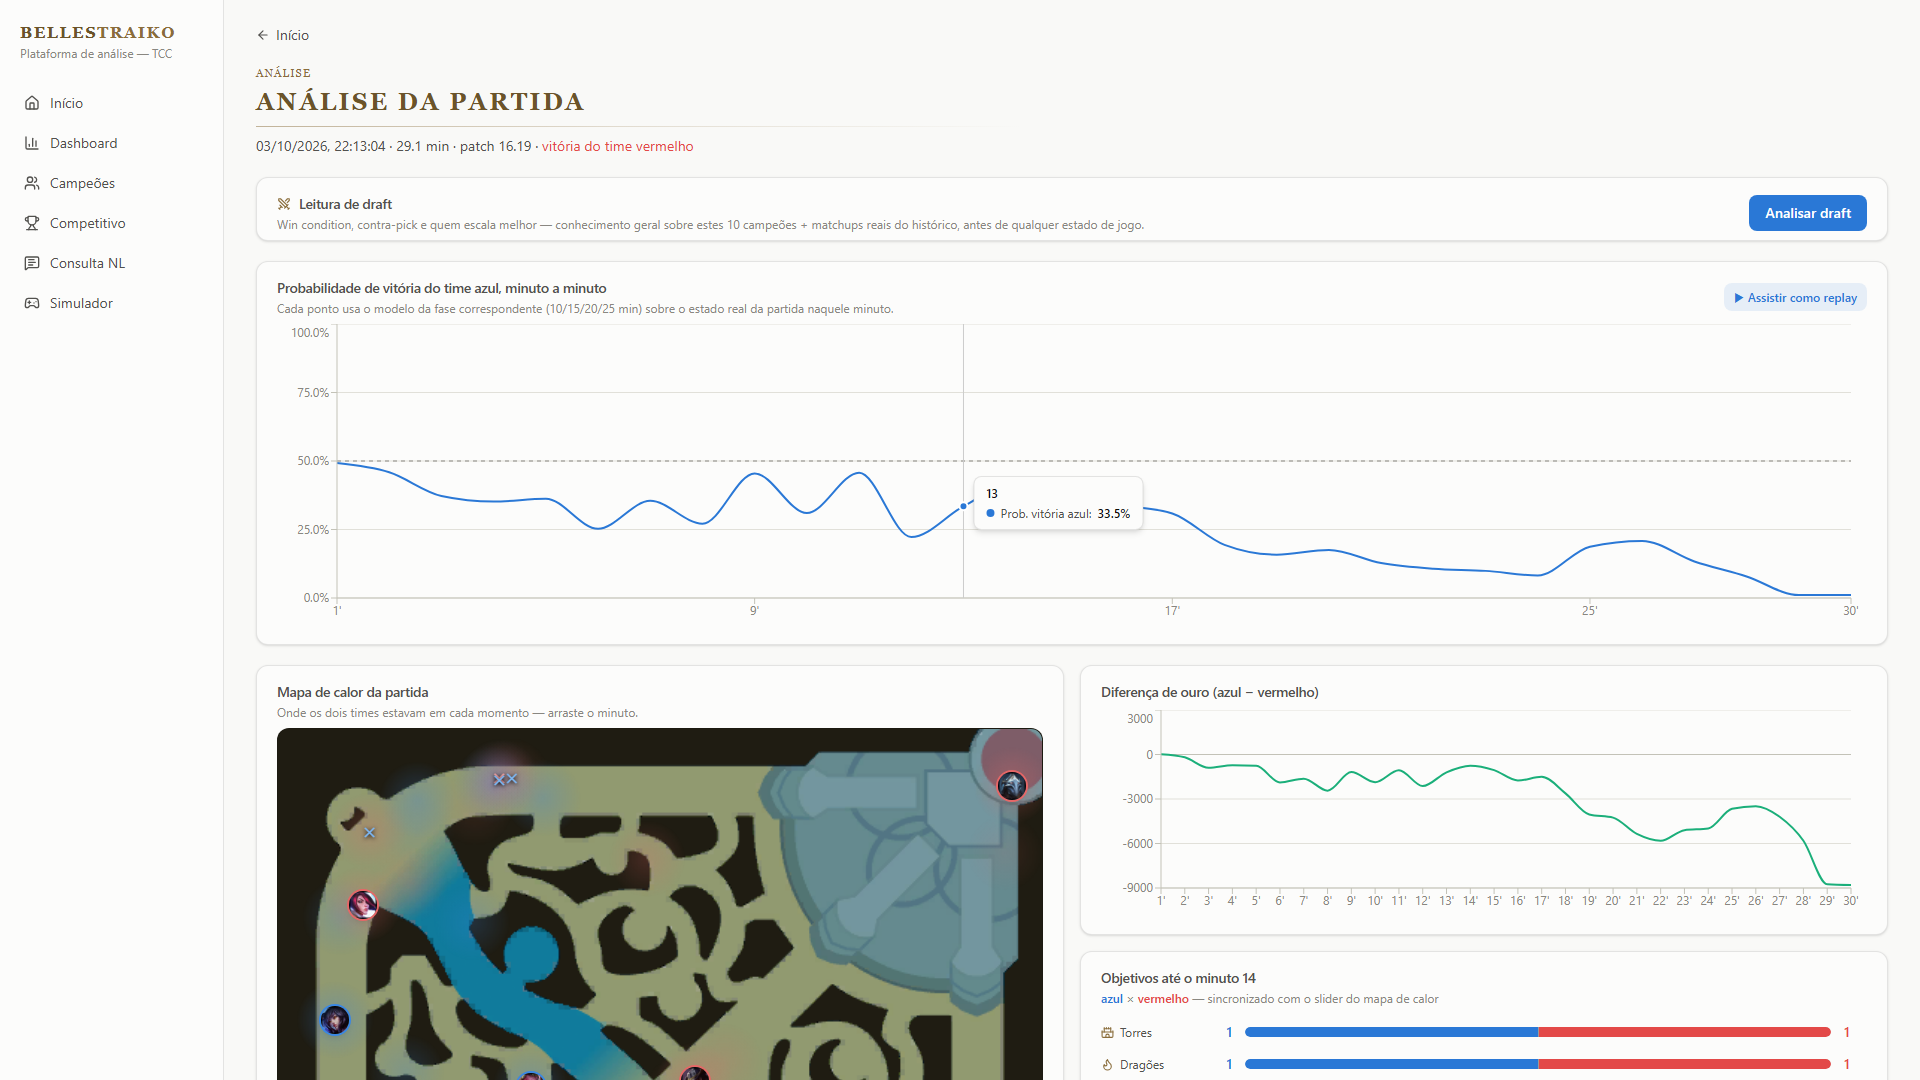 BELLESTRAIKO
Plataforma de análise — TCC
Início
Dashboard
Campeões
Competitivo
Consulta NL
Simulador
← Início
ANÁLISE
ANÁLISE DA PARTIDA
03/10/2026, 22:13:04 · 29.1 min · patch 16.19 · vitória do time vermelho
Leitura de draft
Win condition, contra-pick e quem escala melhor — conhecimento geral sobre estes 10 campeões + matchups reais do histórico, antes de qualquer estado de jogo.
Analisar draft
Probabilidade de vitória do time azul, minuto a minuto
Cada ponto usa o modelo da fase correspondente (10/15/20/25 min) sobre o estado real da partida naquele minuto.
▶ Assistir como replay
100.0%
75.0%
50.0%
25.0%
0.0%
1' 9' 17' 25' 30'
13
Prob. vitória azul: 33.5%
Mapa de calor da partida
Onde os dois times estavam em cada momento — arraste o minuto.
Diferença de ouro (azul − vermelho)
3000
0
-3000
-6000
-9000
1' 2' 3' 4' 5' 6' 7' 8' 9' 10' 11' 12' 13' 14' 15' 16' 17' 18' 19' 20' 21' 22' 23' 24' 25' 26' 27' 28' 29' 30'
Objetivos até o minuto 14
azul × vermelho — sincronizado com o slider do mapa de calor
Torres 1 1
Dragões 1 1